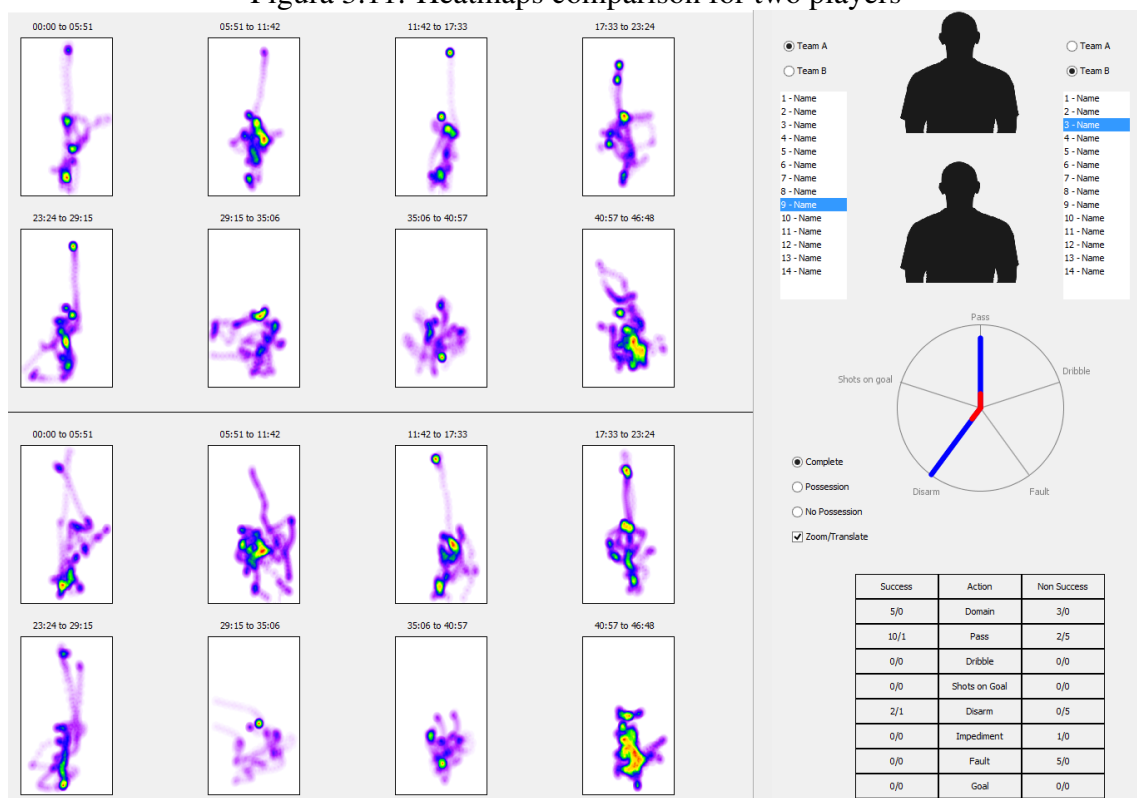 Figura 3.11: Heatmaps comparison for two players
00:00 to 05:51
05:51 to 11:42
11:42 to 17:33
17:33 to 23:24
23:24 to 29:15
29:15 to 35:06
35:06 to 40:57
40:57 to 46:48
00:00 to 05:51
05:51 to 11:42
11:42 to 17:33
17:33 to 23:24
23:24 to 29:15
29:15 to 35:06
35:06 to 40:57
40:57 to 46:48
Team A
Team B
1 - Name
2 - Name
3 - Name
4 - Name
5 - Name
6 - Name
7 - Name
8 - Name
9 - Name
10 - Name
11 - Name
12 - Name
13 - Name
14 - Name
Team A
Team B
1 - Name
2 - Name
3 - Name
4 - Name
5 - Name
6 - Name
7 - Name
8 - Name
9 - Name
10 - Name
11 - Name
12 - Name
13 - Name
14 - Name
Pass
Dribble
Shots on goal
Disarm
Fault
Complete
Possession
No Possession
Zoom/Translate
Success Action Non Success
5/0 Domain 3/0
10/1 Pass 2/5
0/0 Dribble 0/0
0/0 Shots on Goal 0/0
2/1 Disarm 0/5
0/0 Impediment 1/0
0/0 Fault 5/0
0/0 Goal 0/0